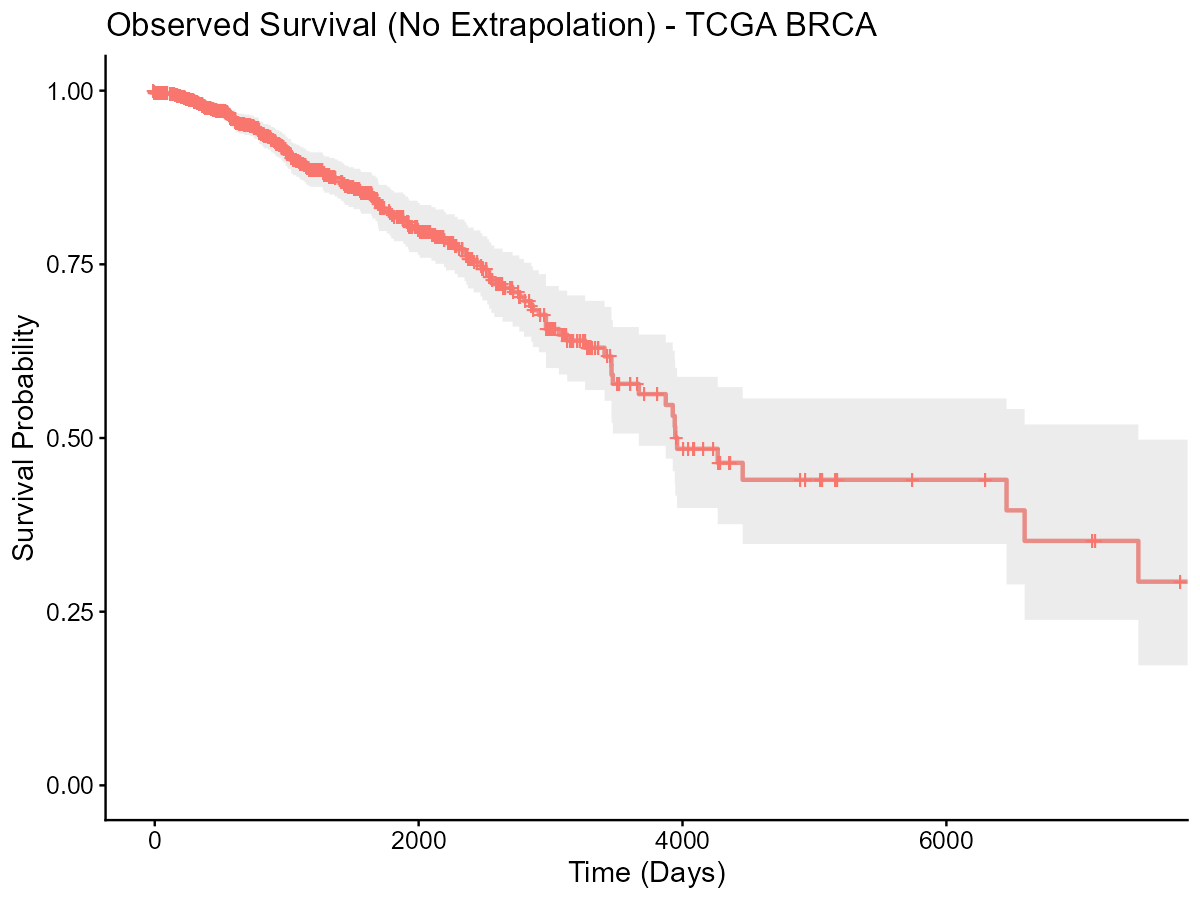 Observed Survival (No Extrapolation) - TCGA BRCA
Survival Probability
1.00
0.75
0.50
0.25
0.00
0 2000 4000 6000
Time (Days)